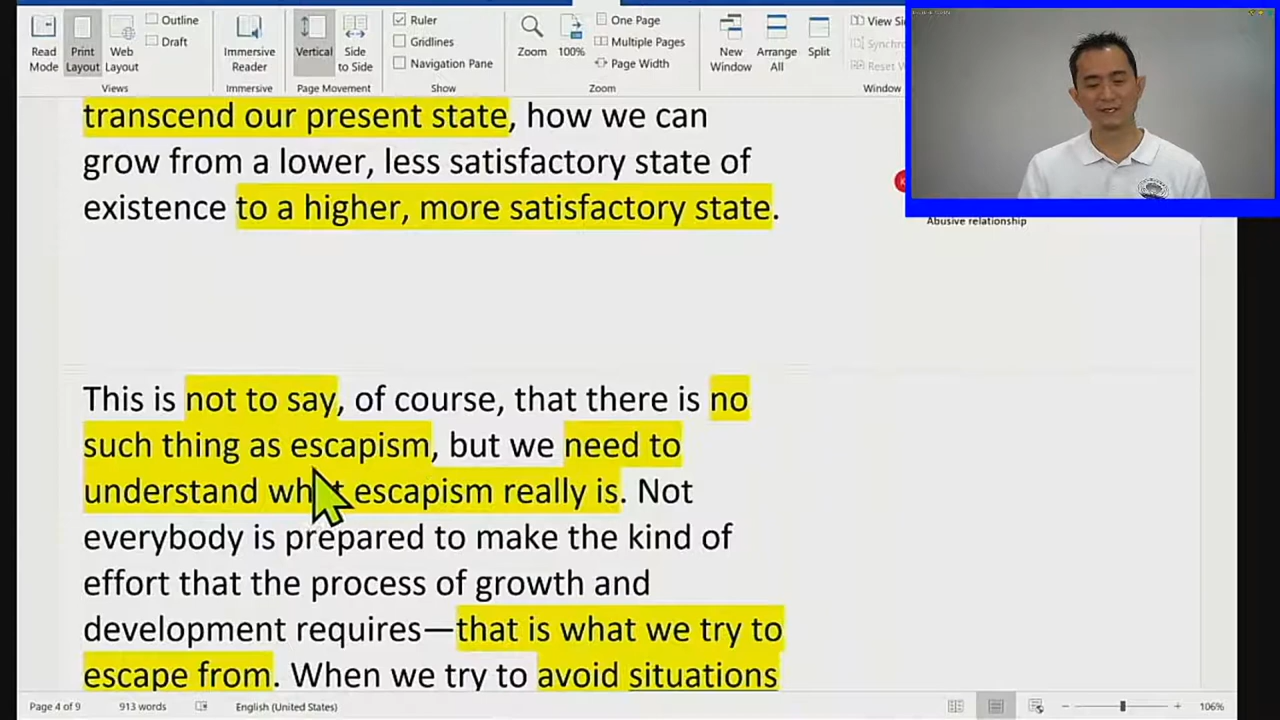 Outline
Draft
Read
Mode
Print
Layout
Web
Layout
Views
Immersive
Reader
Immersive
Vertical
Side
to Side
Page Movement
Ruler
Gridlines
Navigation Pane
Show
Zoom
100%
One Page
Multiple Pages
Page Width
Zoom
New
Window
Arrange
All
Split
View Si
Synchro
Reset W
Window
transcend our present state, how we can
grow from a lower, less satisfactory state of
existence to a higher, more satisfactory state.
K
Abusive relationship
This is not to say, of course, that there is no
such thing as escapism, but we need to
understand what escapism really is. Not
everybody is prepared to make the kind of
effort that the process of growth and
development requires—that is what we try to
escape from. When we try to avoid situations
Page 4 of 9
913 words
English (United States)
106%